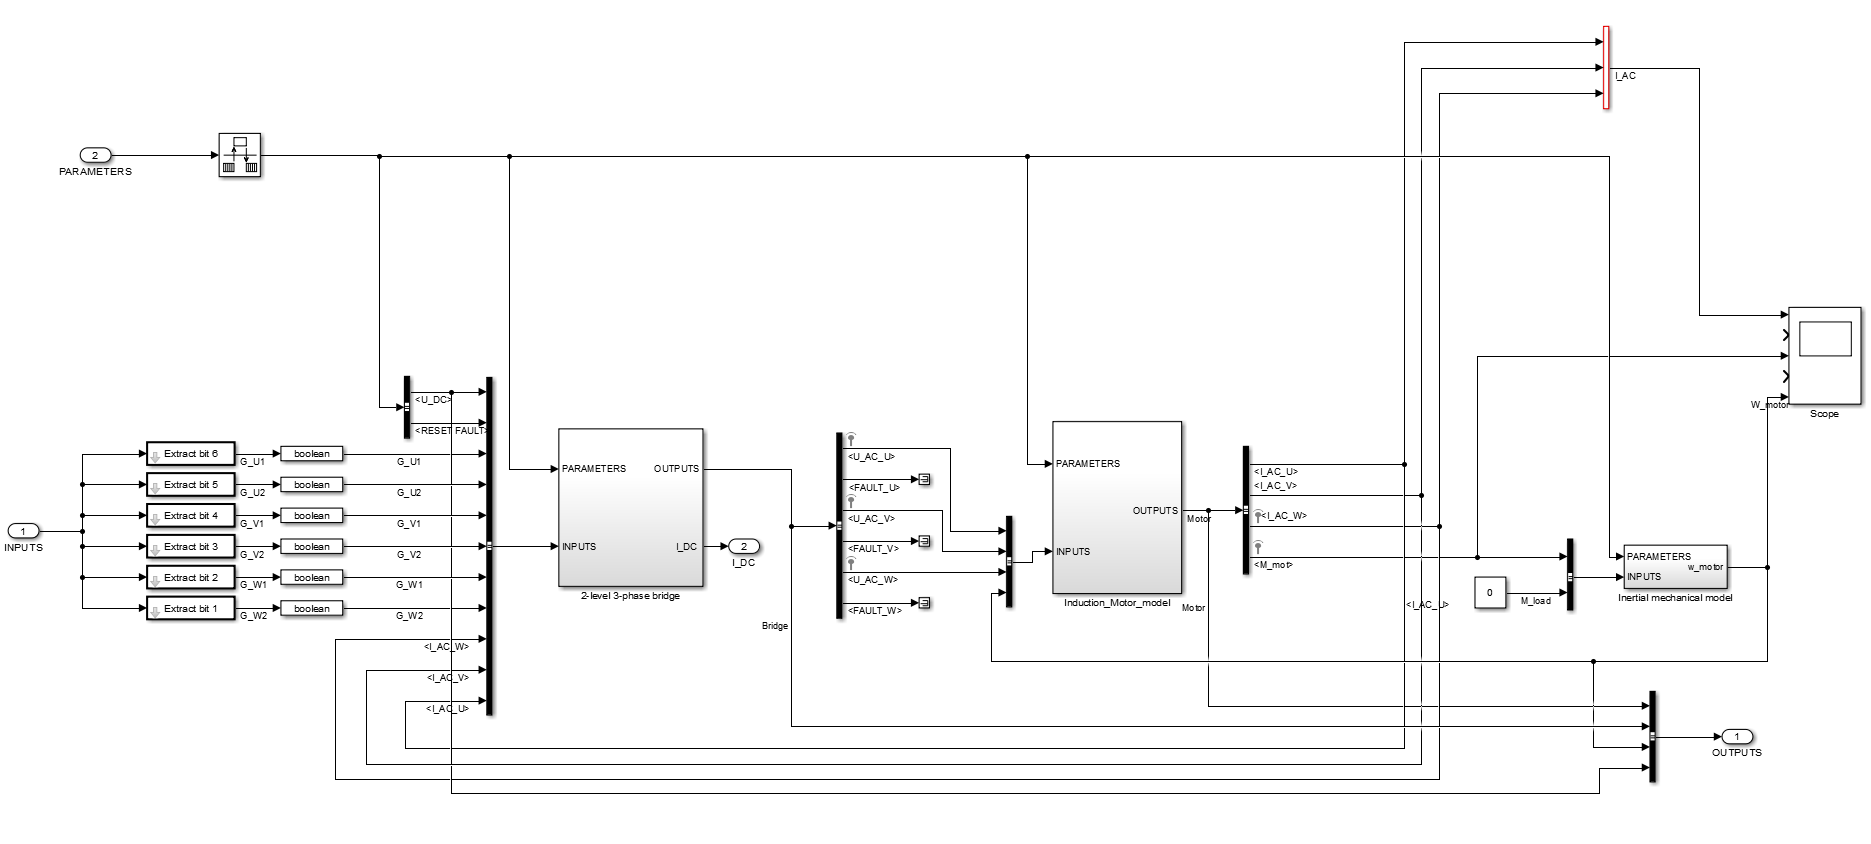 I_AC
2
PARAMETERS
Scope
W_motor
<U_DC>
<RESET FAULT>
Extract bit 6
G_U1
boolean
G_U1
Extract bit 5
G_U2
boolean
G_U2
Extract bit 4
G_V1
boolean
G_V1
Extract bit 3
G_V2
boolean
G_V2
Extract bit 2
G_W1
boolean
G_W1
Extract bit 1
G_W2
boolean
G_W2
1
INPUTS
<I_AC_W>
<I_AC_V>
<I_AC_U>
PARAMETERS
OUTPUTS
INPUTS
I_DC
2-level 3-phase bridge
2
I_DC
Bridge
<U_AC_U>
<FAULT_U>
<U_AC_V>
<FAULT_V>
<U_AC_W>
<FAULT_W>
PARAMETERS
OUTPUTS
INPUTS
Induction_Motor_model
Motor
Motor
<I_AC_U>
<I_AC_V>
<I_AC_W>
<M_mot>
<I_AC_U>
0
M_load
PARAMETERS
w_motor
INPUTS
Inertial mechanical model
1
OUTPUTS